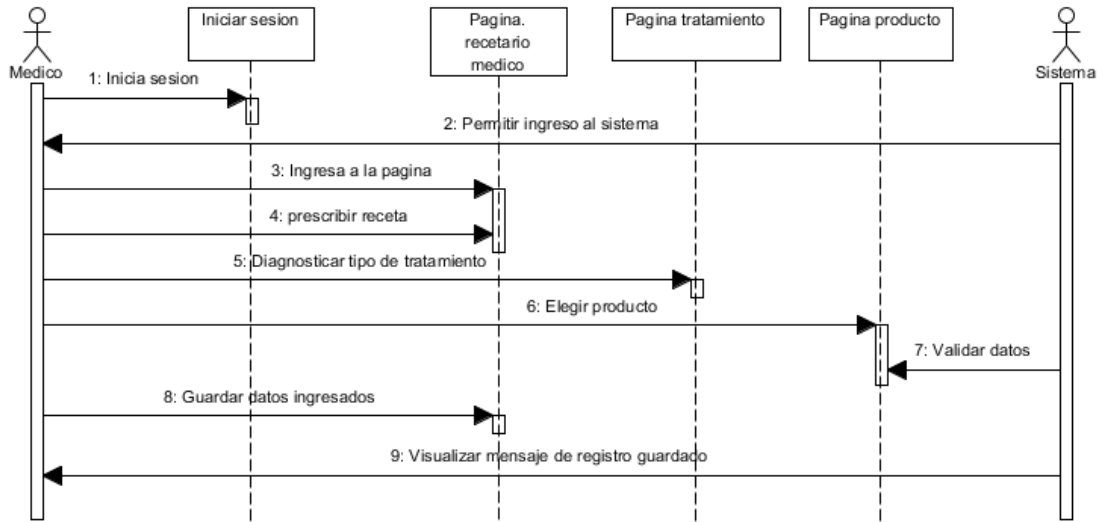 Iniciar sesion
Pagina.
recetario
medico
Pagina tratamiento
Pagina producto
Medico
Sistema
1: Inicia sesion
2: Permitir ingreso al sistema
3: Ingresa a la pagina
4: prescribir receta
5: Diagnosticar tipo de tratamiento
6: Elegir producto
7: Validar datos
8: Guardar datos ingresados
9: Visualizar mensaje de registro guardado